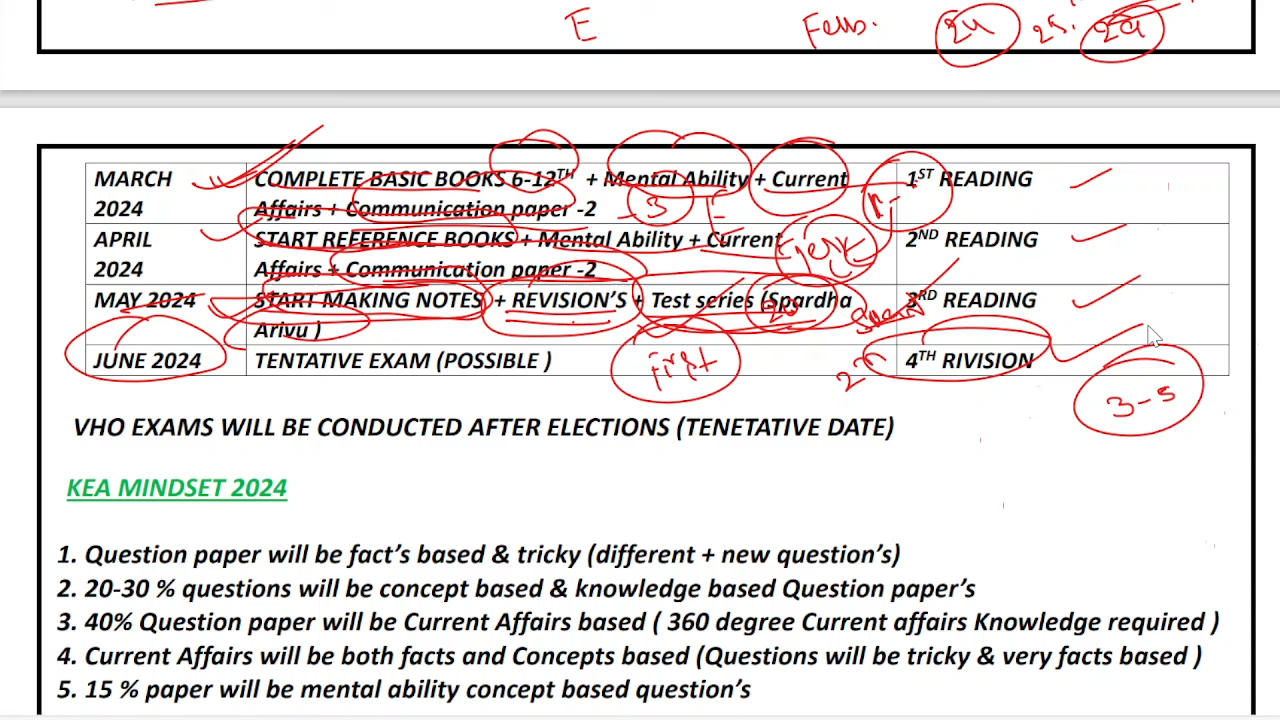 E Feb. 24 25. 29
MARCH 2024 COMPLETE BASIC BOOKS 6-12TH + Mental Ability + Current 1ST READING
Affairs + Communication paper -2 - 3
APRIL 2024 START REFERENCE BOOKS + Mental Ability + Current 2ND READING
Affairs + Communication paper -2
MAY 2024 START MAKING NOTES + REVISION'S + Test series (Spardha 3RD READING
Arivu )
JUNE 2024 TENTATIVE EXAM (POSSIBLE ) First 4TH RIVISION
3-5
VHO EXAMS WILL BE CONDUCTED AFTER ELECTIONS (TENETATIVE DATE)
KEA MINDSET 2024
1. Question paper will be fact's based & tricky (different + new question's)
2. 20-30 % questions will be concept based & knowledge based Question paper's
3. 40% Question paper will be Current Affairs based ( 360 degree Current affairs Knowledge required )
4. Current Affairs will be both facts and Concepts based (Questions will be tricky & very facts based )
5. 15 % paper will be mental ability concept based question's